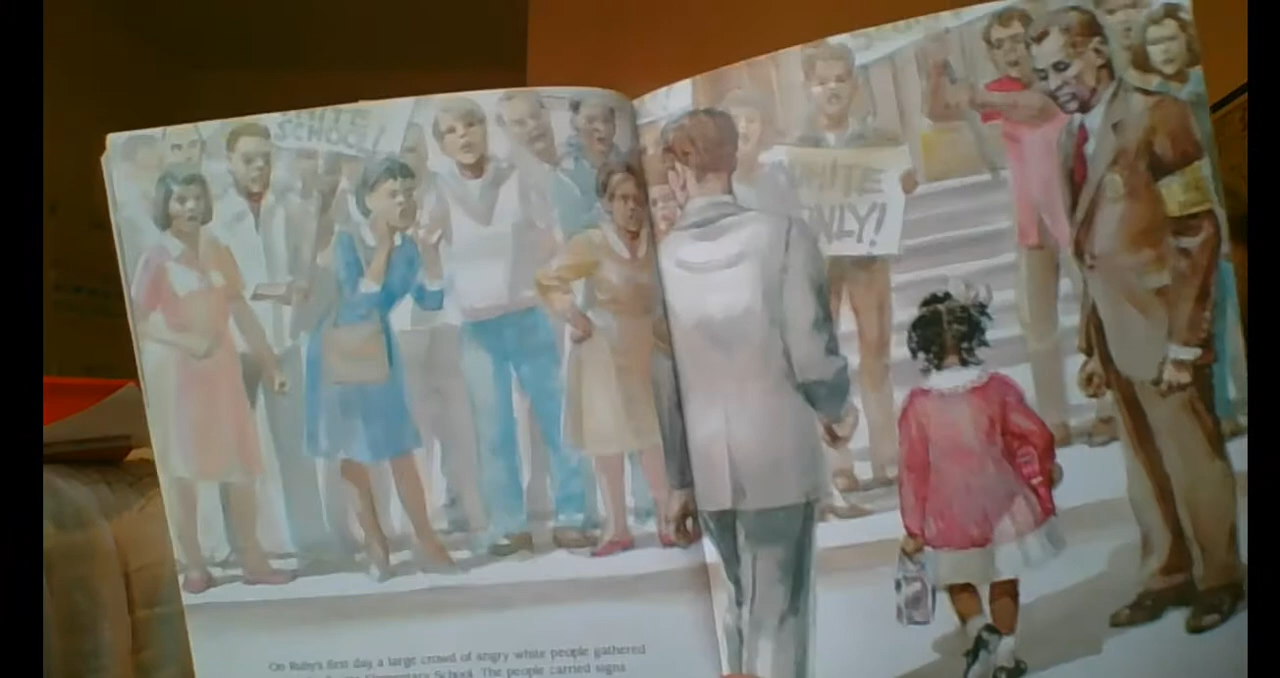 WHITE
SCHOOL!
WHITE
ONLY!
On Ruby's first day a large crowd of angry white people gathered
Elementary School. The people carried signs